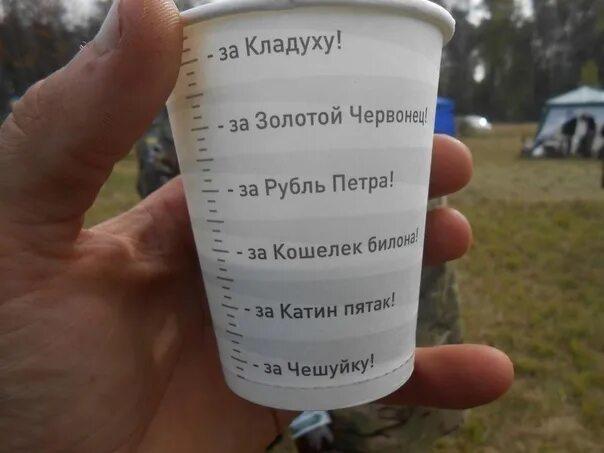 - за Кладуху!
- за Золотой Червонец!
- за Рубль Петра!
- за Кошелек билона!
- за Катин пятак!
- за Чешуйку!